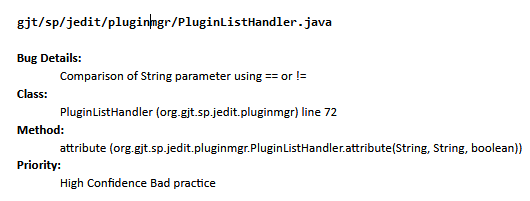 gjt/sp/jedit/pluginmgr/PluginListHandler.java
Bug Details:
Comparison of String parameter using == or !=
Class:
PluginListHandler (org.gjt.sp.jedit.pluginmgr) line 72
Method:
attribute (org.gjt.sp.jedit.pluginmgr.PluginListHandler.attribute(String, String, boolean))
Priority:
High Confidence Bad practice